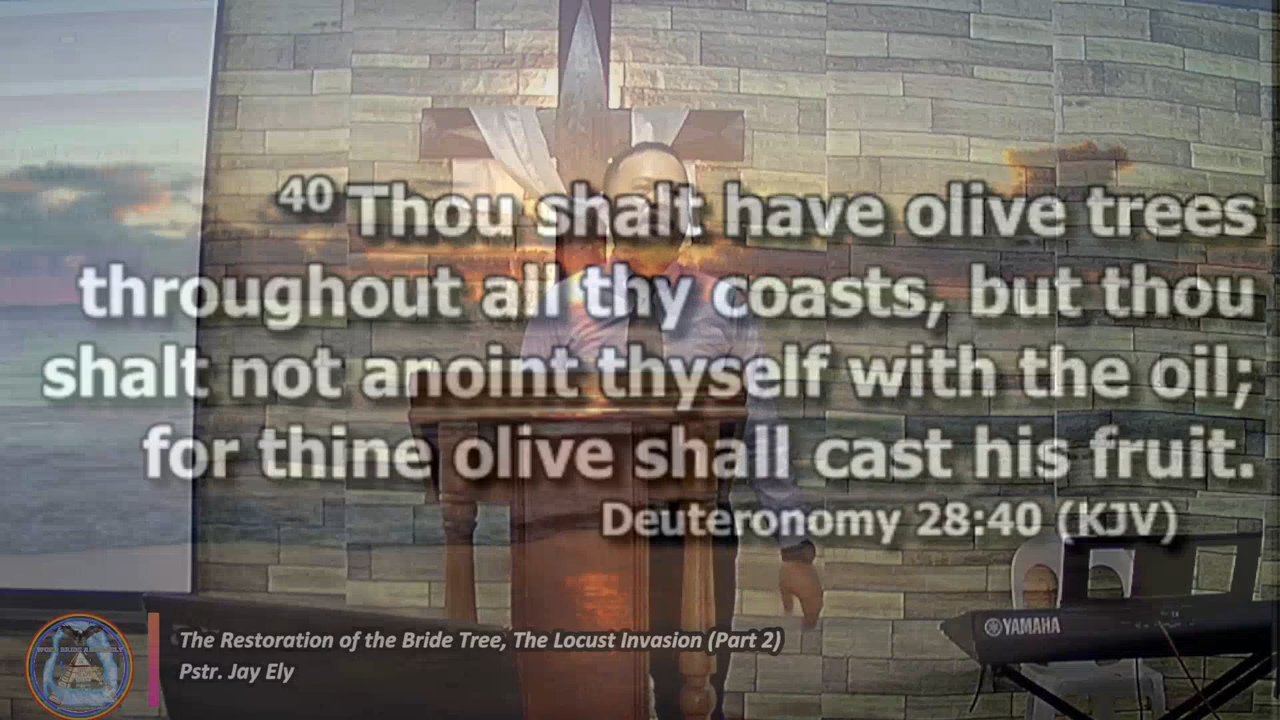 40 Thou shalt have olive trees
throughout all thy coasts, but thou
shalt not anoint thyself with the oil;
for thine olive shall cast his fruit.
Deuteronomy 28:40 (KJV)
The Restoration of the Bride Tree, The Locust Invasion (Part 2)
Pstr. Jay Ely
YAMAHA